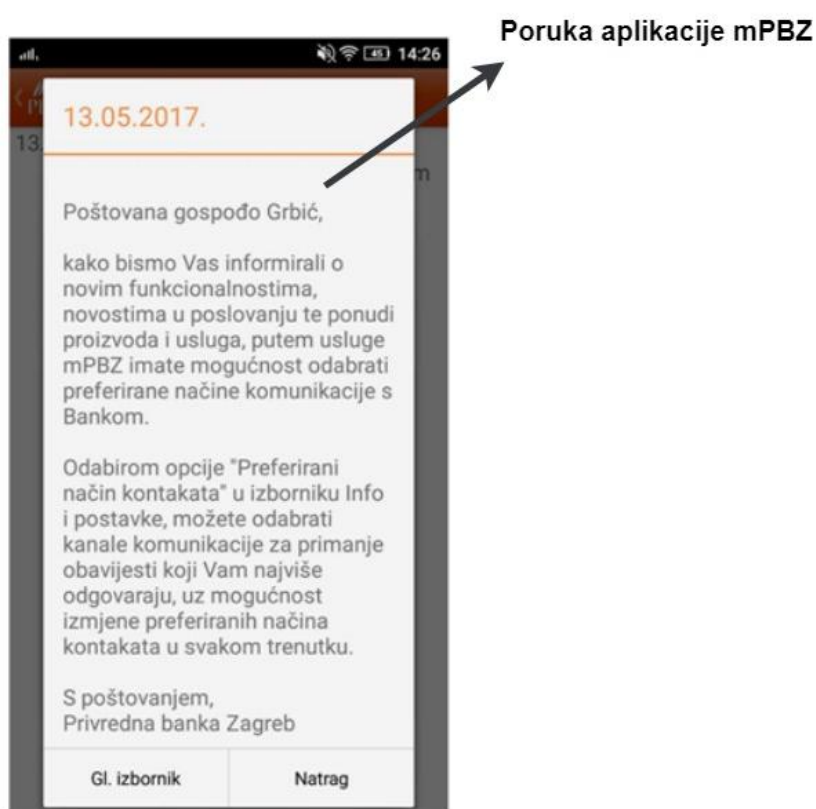 Poruka aplikacije mPBZ
45 14:26
13.05.2017.
13.
Poštovana gospođo Grbić,
kako bismo Vas informirali o
novim funkcionalnostima,
novostima u poslovanju te ponudi
proizvoda i usluga, putem usluge
mPBZ imate mogućnost odabrati
preferirane načine komunikacije s
Bankom.
Odabirom opcije "Preferirani
način kontakata" u izborniku Info
i postavke, možete odabrati
kanale komunikacije za primanje
obavijesti koji Vam najviše
odgovaraju, uz mogućnost
izmjene preferiranih načina
kontakata u svakom trenutku.
S poštovanjem,
Privredna banka Zagreb
Gl. izbornik Natrag